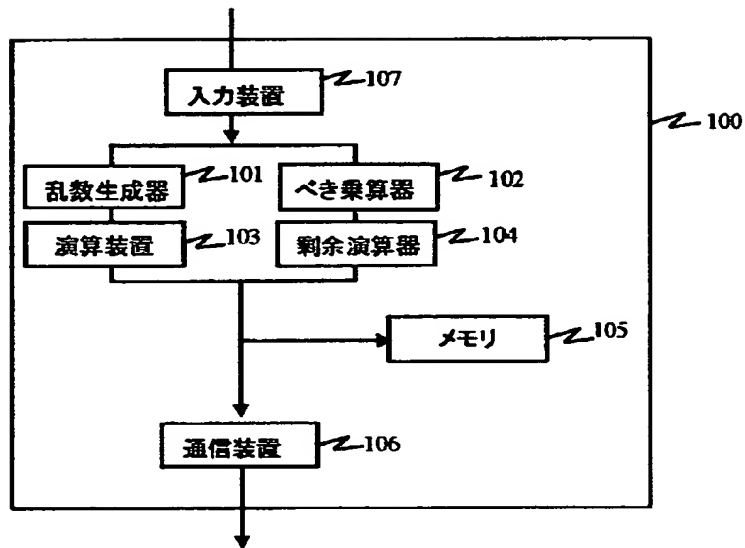 入力装置
107
100
乱数生成器
101
べき乗算器
102
演算装置
103
剰余演算器
104
メモリ
105
通信装置
106